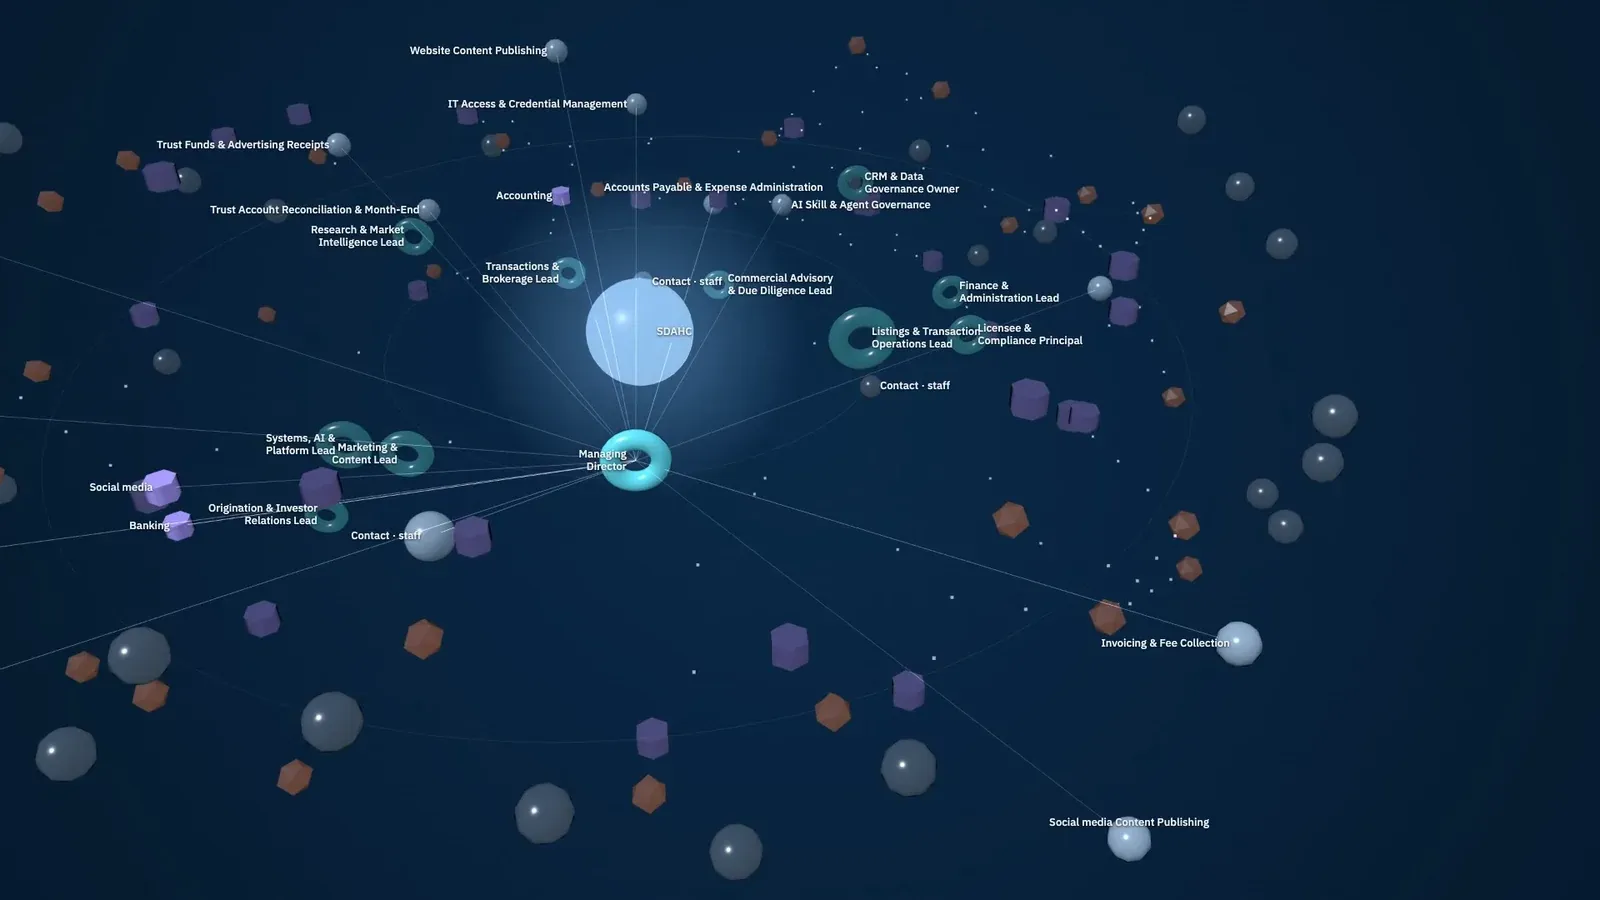 Website Content Publishing
IT Access & Credential Management
Trust Funds & Advertising Receipts
Accounts Payable & Expense Administration
CRM & Data
Governance Owner
Accounting
AI Skill & Agent Governance
Trust Account Reconciliation & Month-End
Research & Market
Intelligence Lead
Transactions &
Brokerage Lead
Contact · staff
Commercial Advisory
& Due Diligence Lead
Finance &
Administration Lead
SDAHC
Listings & Transaction
Operations Lead
Licensee &
Compliance Principal
Contact · staff
Systems, AI &
Platform Lead
Marketing &
Content Lead
Managing
Director
Social media
Origination & Investor
Relations Lead
Banking
Contact · staff
Invoicing & Fee Collection
Social media Content Publishing